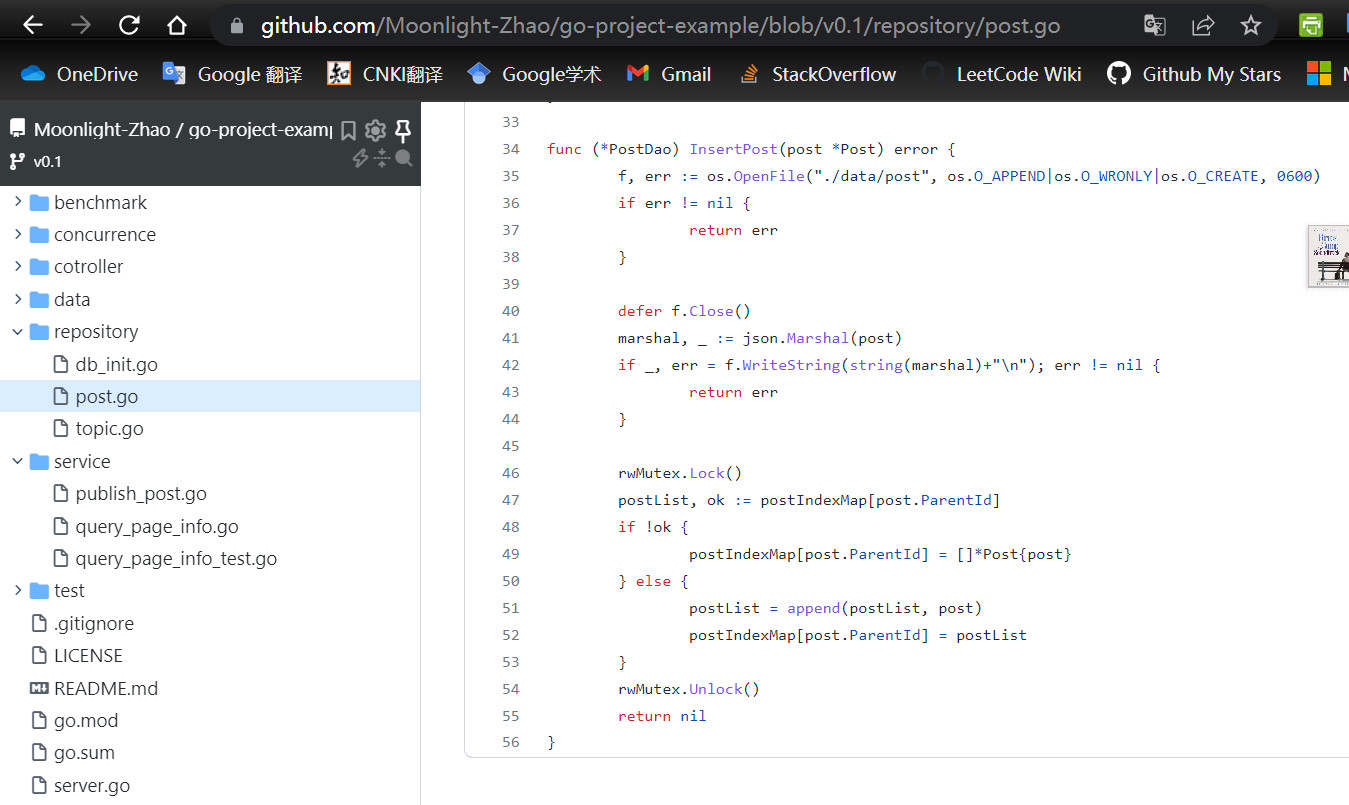 github.com/Moonlight-Zhao/go-project-example/blob/v0.1/repository/post.go
OneDrive
Google 翻译
CNKI翻译
Google学术
Gmail
StackOverflow
LeetCode Wiki
Github My Stars
Moonlight-Zhao / go-project-examp
v0.1
benchmark
concurrence
cotroller
data
repository
db_init.go
post.go
topic.go
service
publish_post.go
query_page_info.go
query_page_info_test.go
test
.gitignore
LICENSE
README.md
go.mod
go.sum
server.go
33
34 func (*PostDao) InsertPost(post *Post) error {
35 f, err := os.OpenFile("./data/post", os.O_APPEND|os.O_WRONLY|os.O_CREATE, 0600)
36 if err != nil {
37 return err
38 }
39
40 defer f.Close()
41 marshal, _ := json.Marshal(post)
42 if _, err = f.WriteString(string(marshal)+"\n"); err != nil {
43 return err
44 }
45
46 rwMutex.Lock()
47 postList, ok := postIndexMap[post.ParentId]
48 if !ok {
49 postIndexMap[post.ParentId] = []*Post{post}
50 } else {
51 postList = append(postList, post)
52 postIndexMap[post.ParentId] = postList
53 }
54 rwMutex.Unlock()
55 return nil
56 }